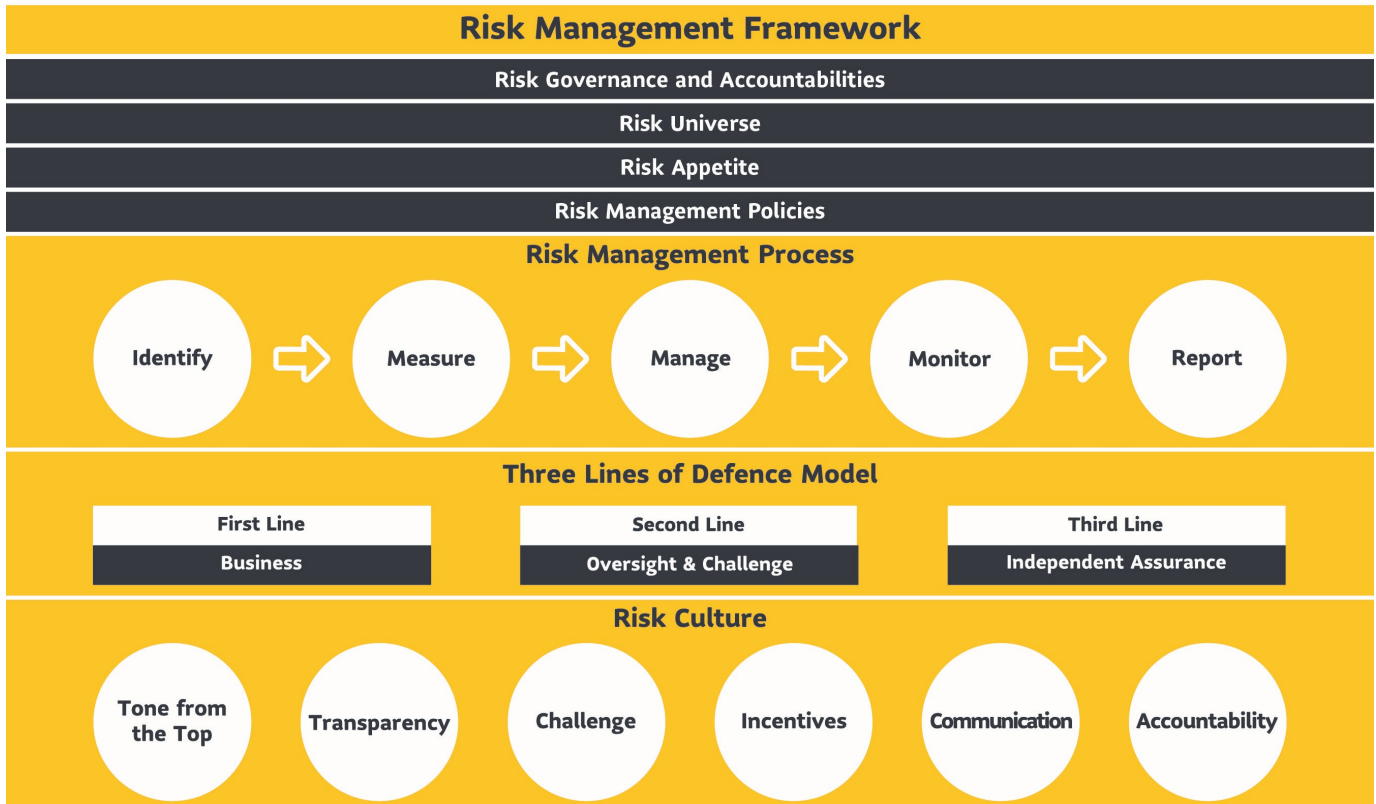 Risk Management Framework
Risk Governance and Accountabilities
Risk Universe
Risk Appetite
Risk Management Policies
Risk Management Process
Identify
Measure
Manage
Monitor
Report
Three Lines of Defence Model
First Line
Business
Second Line
Oversight & Challenge
Third Line
Independent Assurance
Risk Culture
Tone from
the Top
Transparency
Challenge
Incentives
Communication
Accountability